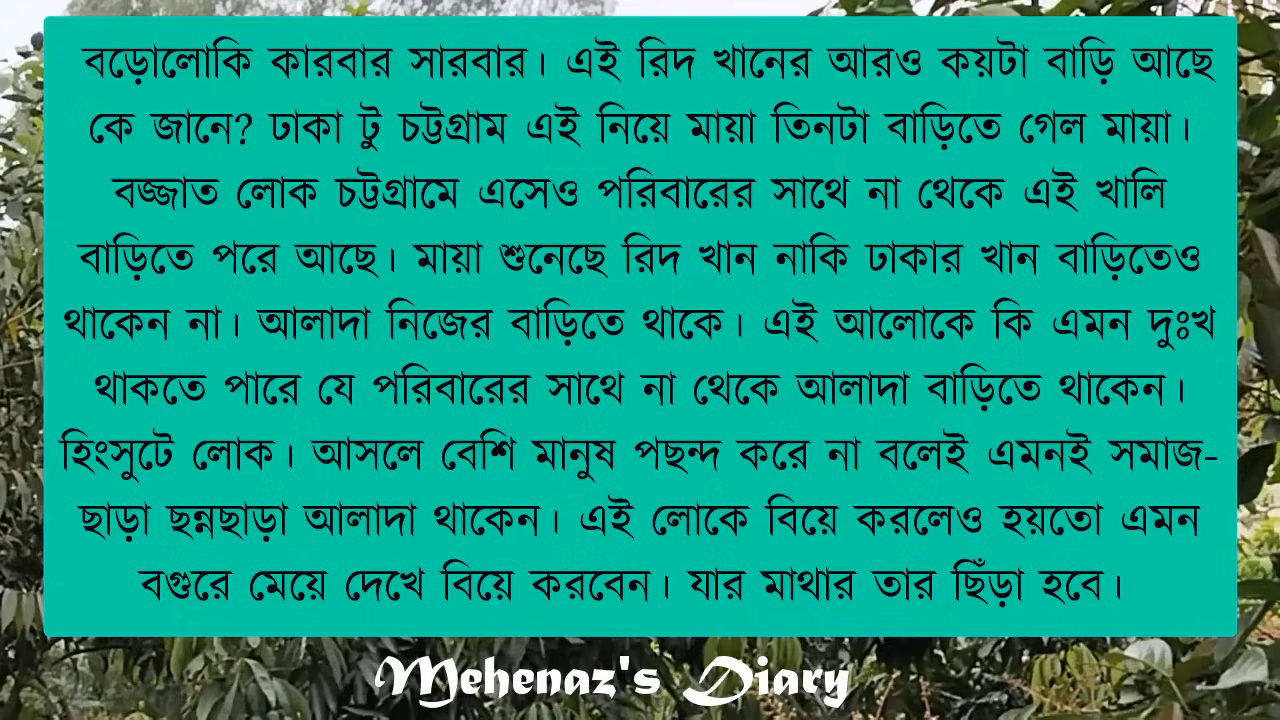 বড়োলোকি কারবার সারবার। এই রিদ খানের আরও কয়টা বাড়ি আছে
কে জানে? ঢাকা টু চট্টগ্রাম এই নিয়ে মায়া তিনটা বাড়িতে গেল মায়া।
বজ্জাত লোক চট্টগ্রামে এসেও পরিবারের সাথে না থেকে এই খালি
বাড়িতে পরে আছে। মায়া শুনেছে রিদ খান নাকি ঢাকার খান বাড়িতেও
থাকেন না। আলাদা নিজের বাড়িতে থাকে। এই আলোকে কি এমন দুঃখ
থাকতে পারে যে পরিবারের সাথে না থেকে আলাদা বাড়িতে থাকেন।
হিংসুটে লোক। আসলে বেশি মানুষ পছন্দ করে না বলেই এমনই সমাজ-
ছাড়া ছন্নছাড়া আলাদা থাকেন। এই লোকে বিয়ে করলেও হয়তো এমন
বগুরে মেয়ে দেখে বিয়ে করবেন। যার মাথার তার ছিঁড়া হবে।
Mehenaz's Diary